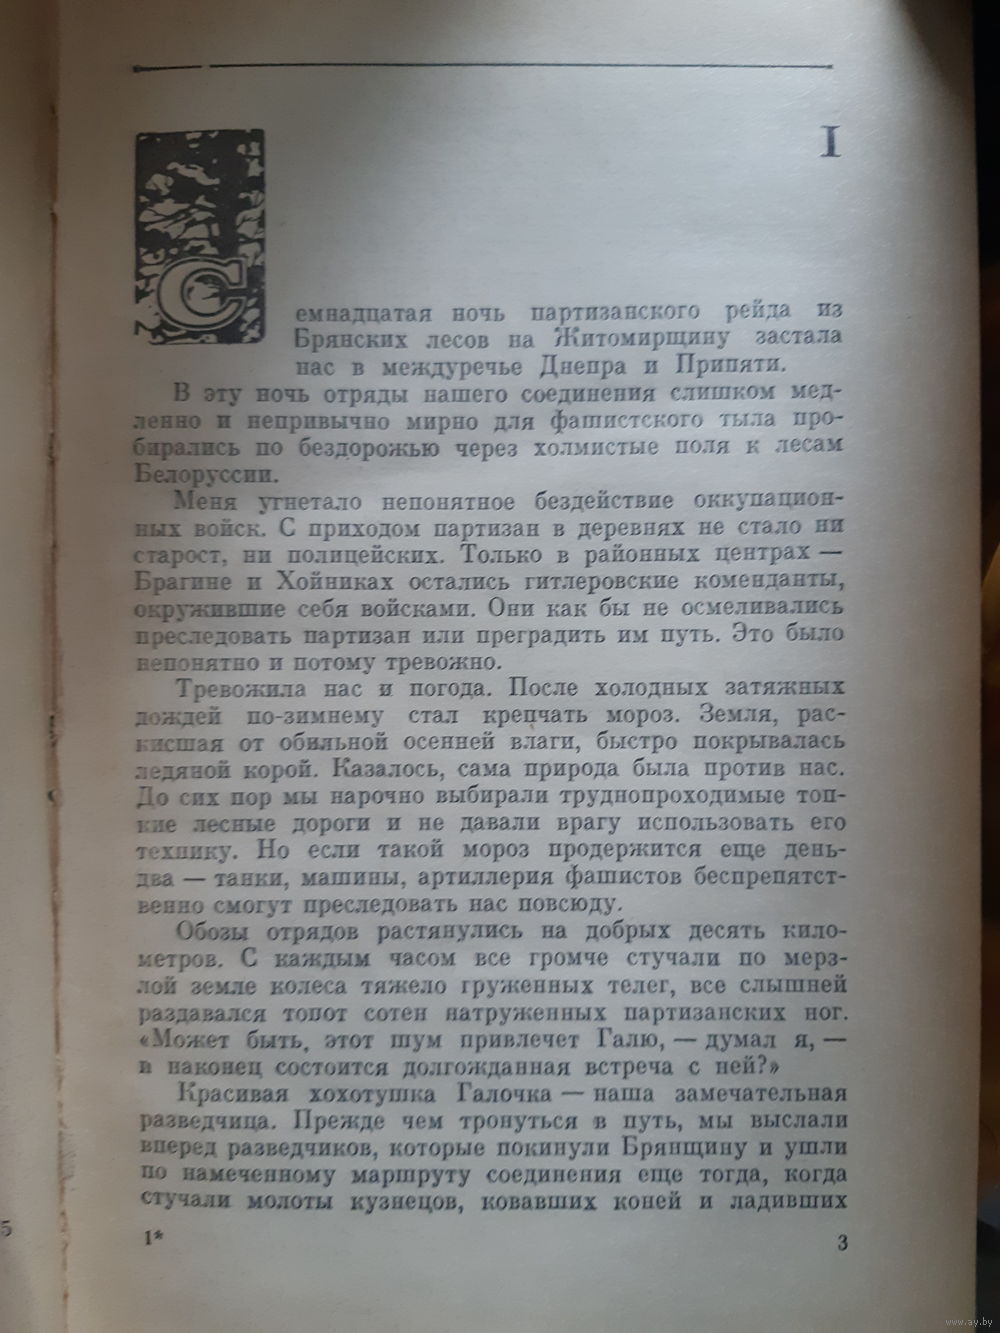 I
Семнадцатая ночь партизанского рейда из
Брянских лесов на Житомирщину застала
нас в междуречье Днепра и Припяти.
В эту ночь отряды нашего соединения слишком мед-
ленно и непривычно мирно для фашистского тыла про-
бирались по бездорожью через холмистые поля к лесам
Белоруссии.
Меня угнетало непонятное бездействие оккупацион-
ных войск. С приходом партизан в деревнях не стало ни
старост, ни полицейских. Только в районных центрах —
Брагине и Хойниках остались гитлеровские коменданты,
окружившие себя войсками. Они как бы не осмеливались
преследовать партизан или преградить им путь. Это было
непонятно и потому тревожно.
Тревожила нас и погода. После холодных затяжных
дождей по-зимнему стал крепчать мороз. Земля, рас-
кисшая от обильной осенней влаги, быстро покрывалась
ледяной корой. Казалось, сама природа была против нас.
До сих пор мы нарочно выбирали труднопроходимые топ-
кие лесные дороги и не давали врагу использовать его
технику. Но если такой мороз продержится еще день-
два — танки, машины, артиллерия фашистов беспрепятст-
венно смогут преследовать нас повсюду.
Обозы отрядов растянулись на добрых десять кило-
метров. С каждым часом все громче стучали по мерз-
лой земле колеса тяжело груженных телег, все слышней
раздавался топот сотен натруженных партизанских ног.
«Может быть, этот шум привлечет Галю, — думал я, —
и наконец состоится долгожданная встреча с ней?»
Красивая хохотушка Галочка — наша замечательная
разведчица. Прежде чем тронуться в путь, мы выслали
вперед разведчиков, которые покинули Брянщину и ушли
по намеченному маршруту соединения еще тогда, когда
стучали молоты кузнецов, ковавших коней и ладивших
1*
3
5
www.ay.by